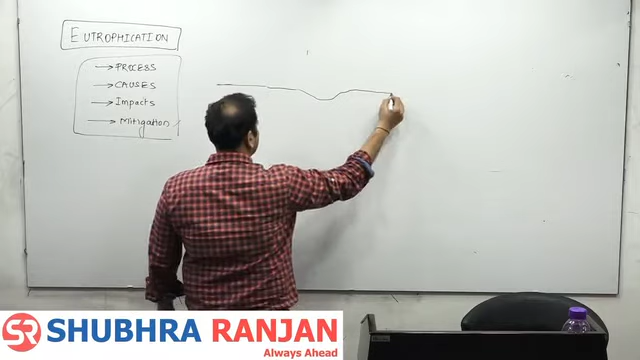 EUTROPHICATION
→ PROCESS
→ CAUSES
→ Impacts
→ Mitigation
SR SHUBHRA RANJAN
Always Ahead